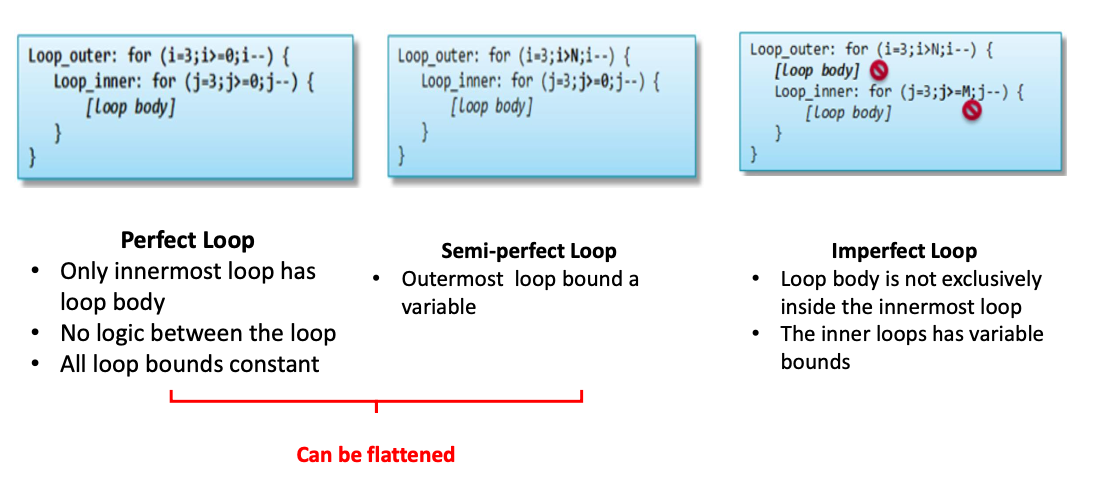 Loop_outer: for (i=3;i>=0;i--) {
Loop_inner: for (j=3;j>=0;j--) {
[loop body]
}
}
Loop_outer: for (i=3;i>N;i--) {
Loop_inner: for (j=3;j>=0;j--) {
[loop body]
}
}
Loop_outer: for (i=3;i>N;i--) {
[loop body]
Loop_inner: for (j=3;j>=M;j--) {
[loop body]
}
}
Perfect Loop
• Only innermost loop has
loop body
• No logic between the loop
• All loop bounds constant
Semi-perfect Loop
• Outermost loop bound a
variable
Imperfect Loop
• Loop body is not exclusively
inside the innermost loop
• The inner loops has variable
bounds
Can be flattened